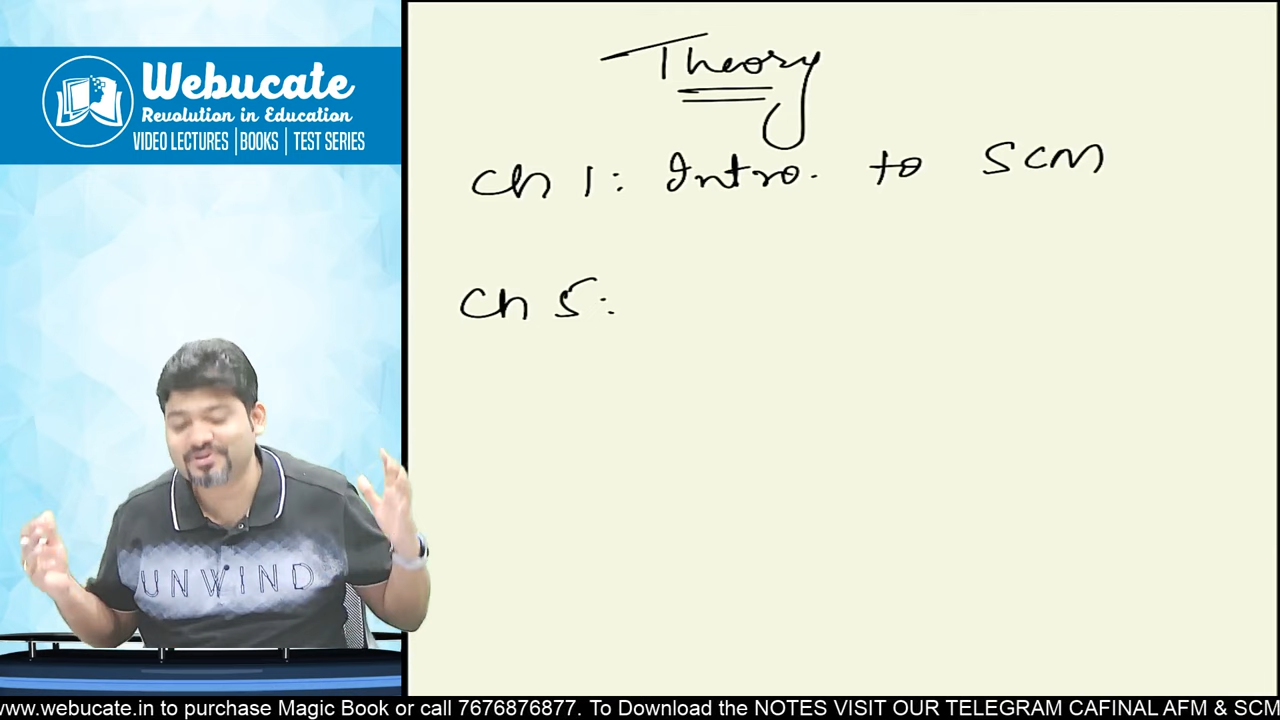 Webucate
Revolution in Education
VIDEO LECTURES | BOOKS | TEST SERIES
Theory
Ch 1: Intro. to SCM
Ch 5:
UNWIND
www.webucate.in to purchase Magic Book or call 7676876877. To Download the NOTES VISIT OUR TELEGRAM CAFINAL AFM & SCM